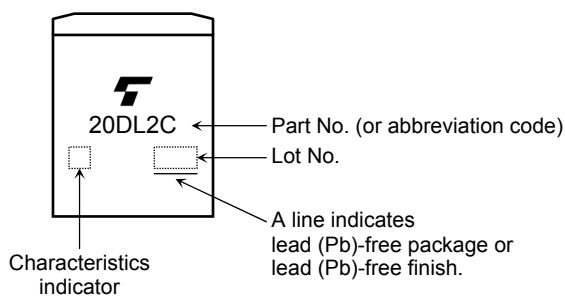 20DL2C
Part No. (or abbreviation code)
Lot No.
A line indicates
lead (Pb)-free package or
lead (Pb)-free finish.
Characteristics
indicator